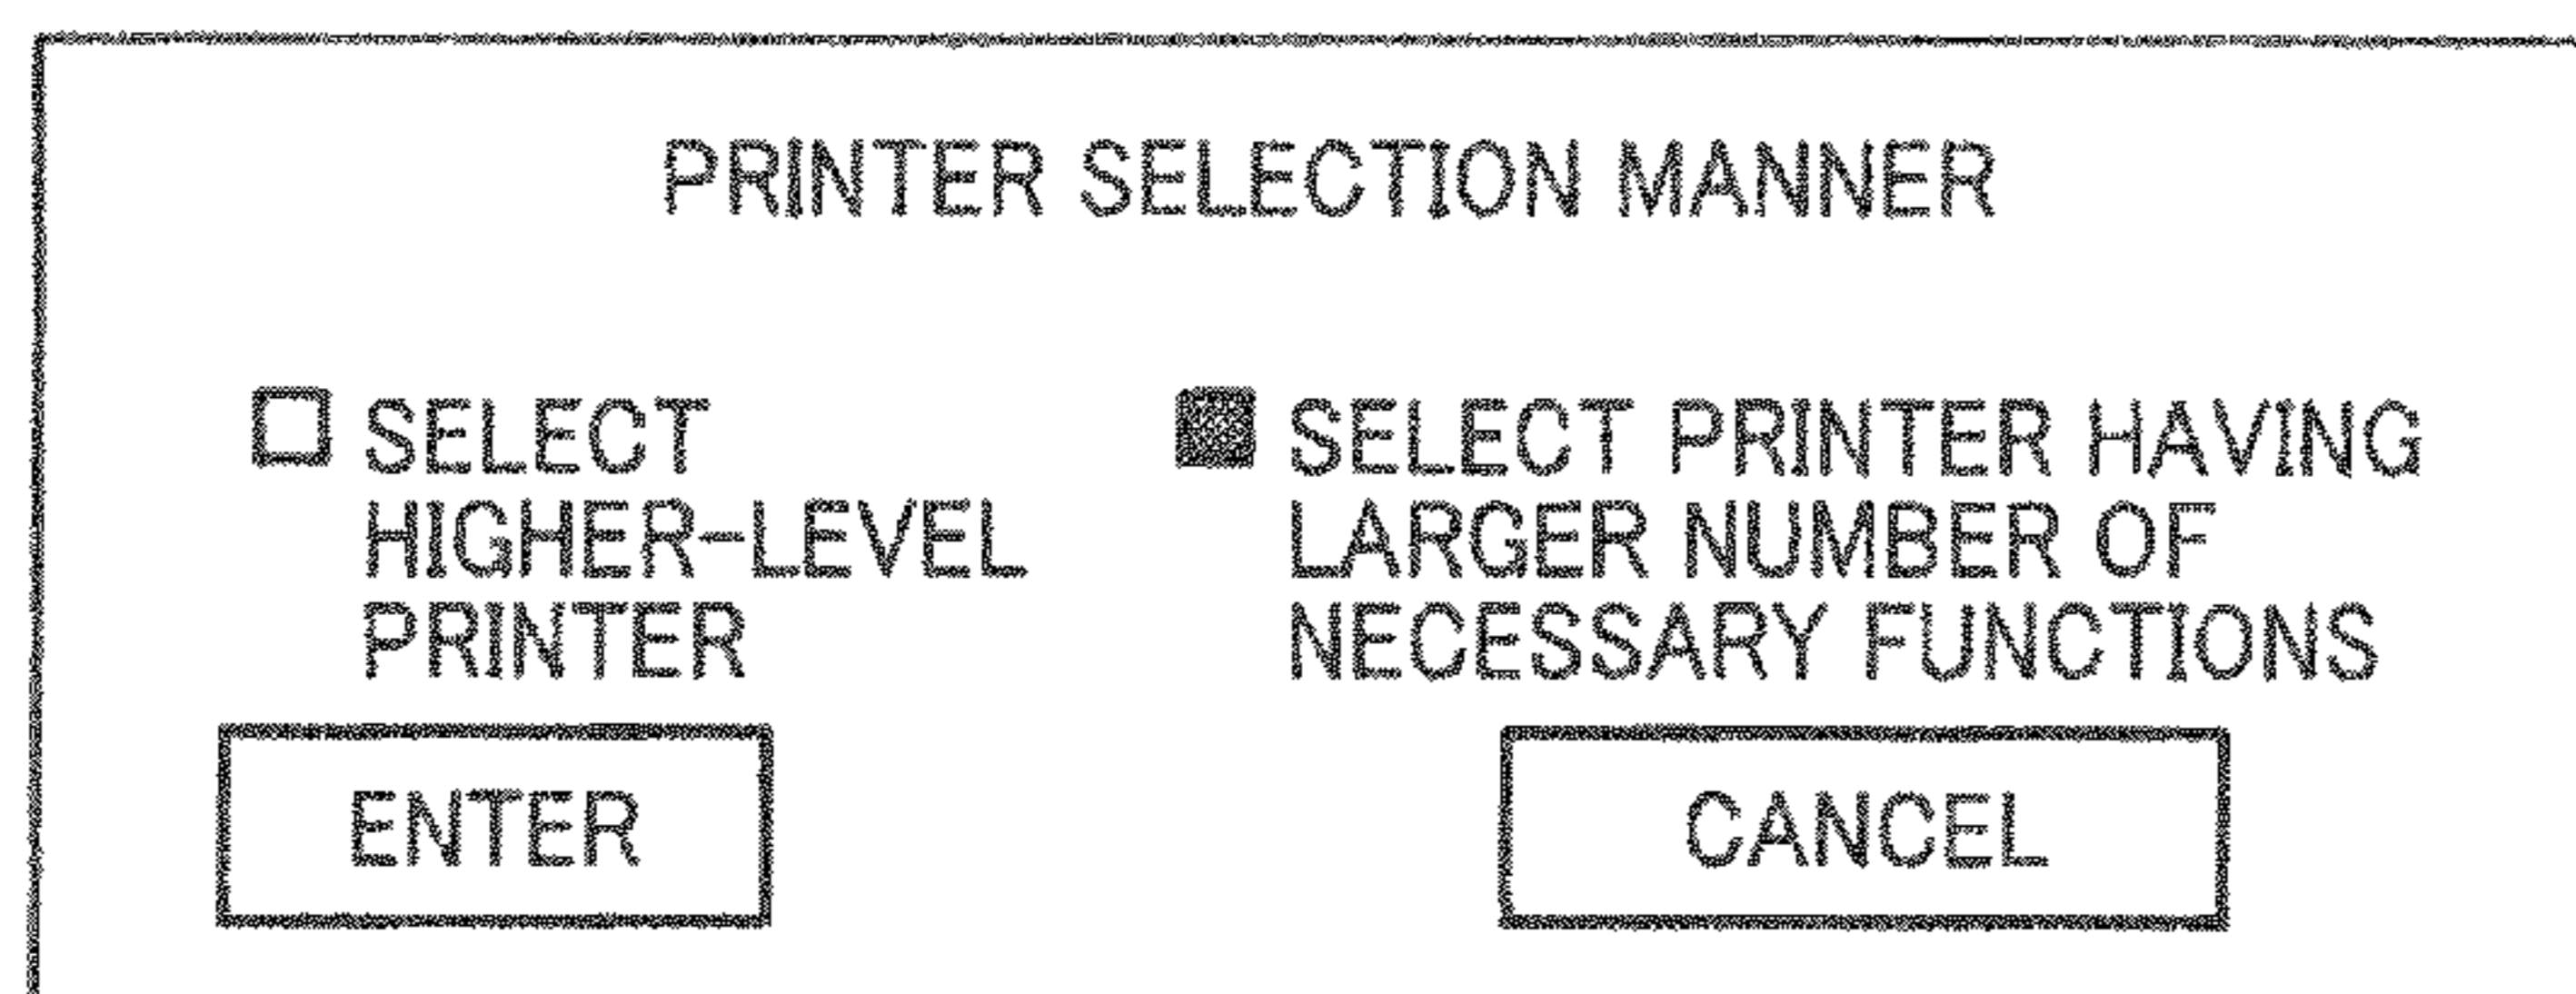 PRINTER SELECTION MANNER
SELECT
HIGHER-LEVEL
PRINTER
SELECT PRINTER HAVING
LARGER NUMBER OF
NECESSARY FUNCTIONS
ENTER
CANCEL